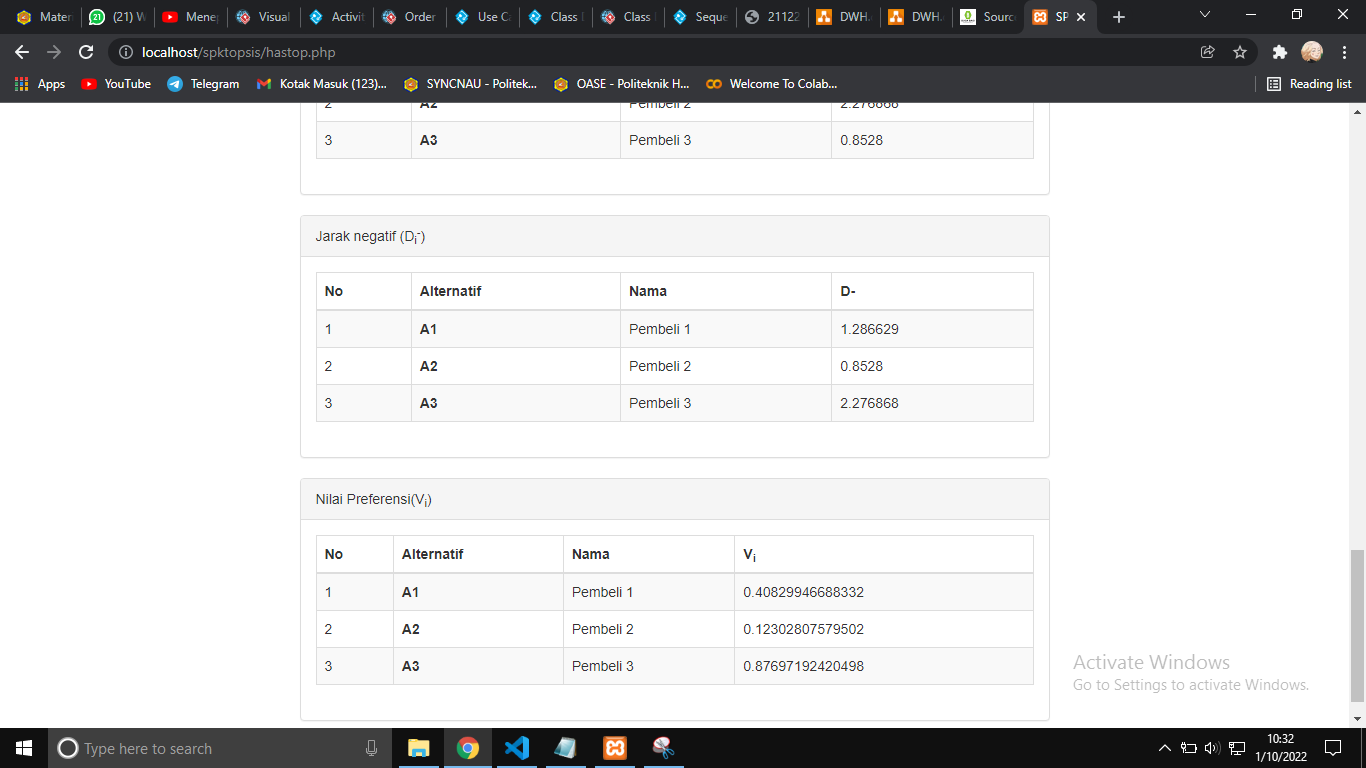 Mater
21 (21) W
Mene
Visual
Activit
Order
Use Ca
Class
Class
Seque
21122
DWH.
DWH.
Sourc
SP
localhost/spktopsis/hastop.php
Apps
YouTube
Telegram
Kotak Masuk (123)...
SYNCNAU - Politek...
OASE - Politeknik H...
Welcome To Colab...
Reading list
2 A2 Pembeli 2 2.276868
3 A3 Pembeli 3 0.8528
Jarak negatif (Di-)
No Alternatif Nama D-
1 A1 Pembeli 1 1.286629
2 A2 Pembeli 2 0.8528
3 A3 Pembeli 3 2.276868
Nilai Preferensi(Vi)
No Alternatif Nama Vi
1 A1 Pembeli 1 0.40829946688332
2 A2 Pembeli 2 0.12302807579502
3 A3 Pembeli 3 0.87697192420498
Activate Windows
Go to Settings to activate Windows.
Type here to search
10:32
1/10/2022